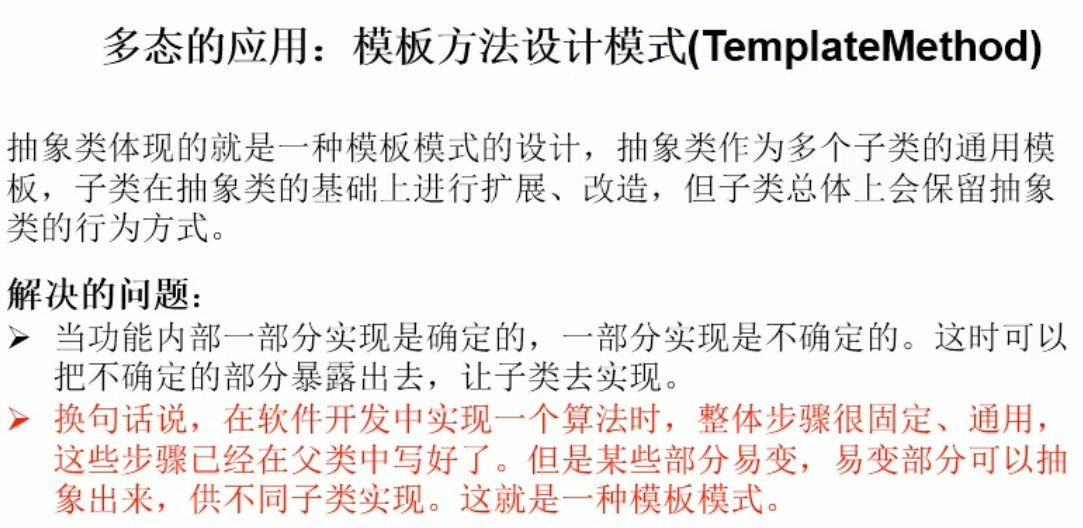 多态的应用：模板方法设计模式(TemplateMethod)
抽象类体现的就是一种模板模式的设计，抽象类作为多个子类的通用模
板，子类在抽象类的基础上进行扩展、改造，但子类总体上会保留抽象
类的行为方式。
解决的问题：
➢ 当功能内部一部分实现是确定的，一部分实现是不确定的。这时可以
把不确定的部分暴露出去，让子类去实现。
➢ 换句话说，在软件开发中实现一个算法时，整体步骤很固定、通用，
这些步骤已经在父类中写好了。但是某些部分易变，易变部分可以抽
象出来，供不同子类实现。这就是一种模板模式。